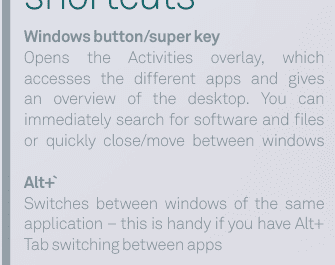 shortcuts
Windows button/super key
Opens the Activities overlay, which
accesses the different apps and gives
an overview of the desktop. You can
immediately search for software and files
or quickly close/move between windows
Alt+`
Switches between windows of the same
application – this is handy if you have Alt+
Tab switching between apps